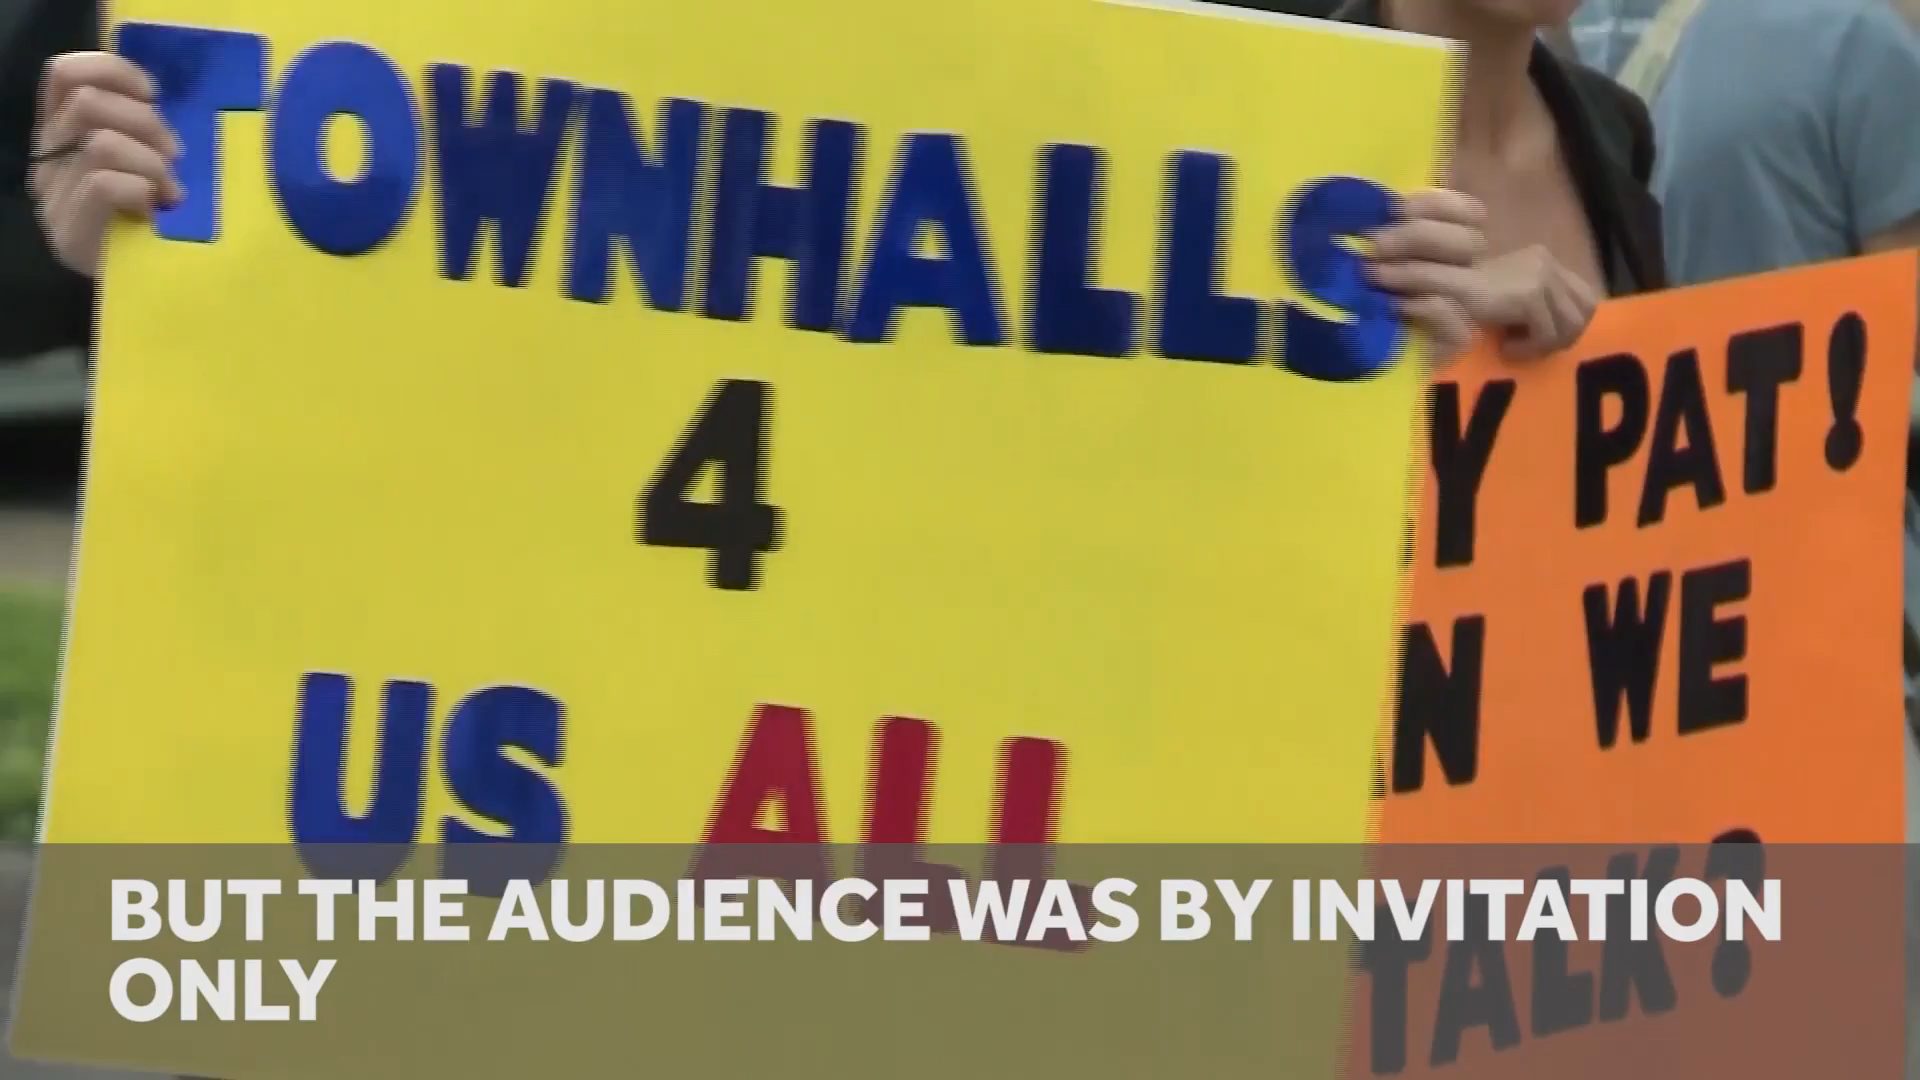 TOWNHALLS
4
US ALL
Y PAT!
N WE
TALK?
BUT THE AUDIENCE WAS BY INVITATION
ONLY